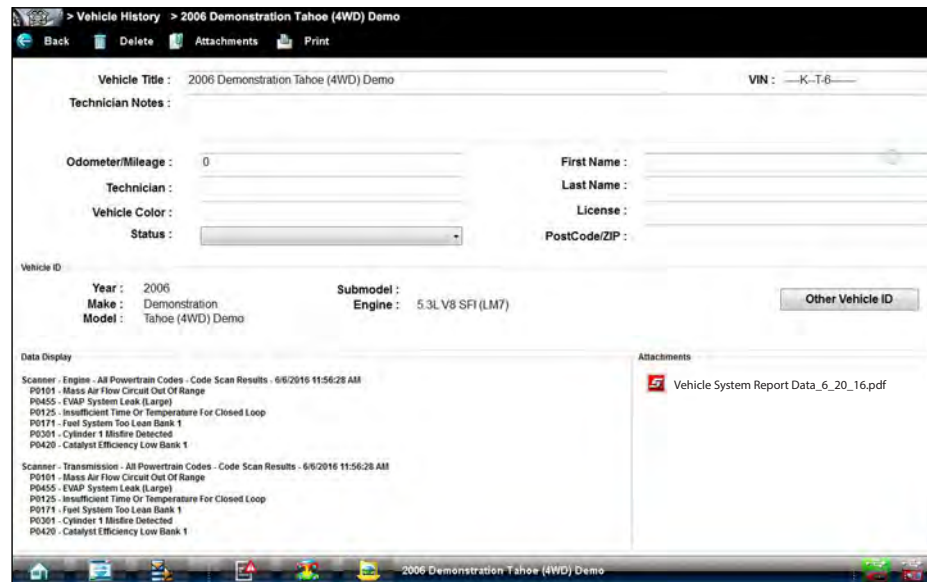 > Vehicle History > 2006 Demonstration Tahoe (4WD) Demo
Back Delete Attachments Print
Vehicle Title : 2006 Demonstration Tahoe (4WD) Demo VIN : ----K--T-6-------
Technician Notes :
Odometer/Mileage : 0 First Name :
Technician : Last Name :
Vehicle Color : License :
Status : PostCode/ZIP :
Vehicle ID
Year : 2006 Submodel :
Make : Demonstration Engine : 5.3L V8 SFI (LM7) Other Vehicle ID
Model : Tahoe (4WD) Demo
Data Display Attachments
Scanner - Engine - All Powertrain Codes - Code Scan Results - 6/6/2016 11:56:28 AM Vehicle System Report Data_6_20_16.pdf
P0101 - Mass Air Flow Circuit Out Of Range
P0455 - EVAP System Leak (Large)
P0125 - Insufficient Time Or Temperature For Closed Loop
P0171 - Fuel System Too Lean Bank 1
P0301 - Cylinder 1 Misfire Detected
P0420 - Catalyst Efficiency Low Bank 1
Scanner - Transmission - All Powertrain Codes - Code Scan Results - 6/6/2016 11:56:28 AM
P0101 - Mass Air Flow Circuit Out Of Range
P0455 - EVAP System Leak (Large)
P0125 - Insufficient Time Or Temperature For Closed Loop
P0171 - Fuel System Too Lean Bank 1
P0301 - Cylinder 1 Misfire Detected
P0420 - Catalyst Efficiency Low Bank 1
2006 Demonstration Tahoe (4WD) Demo